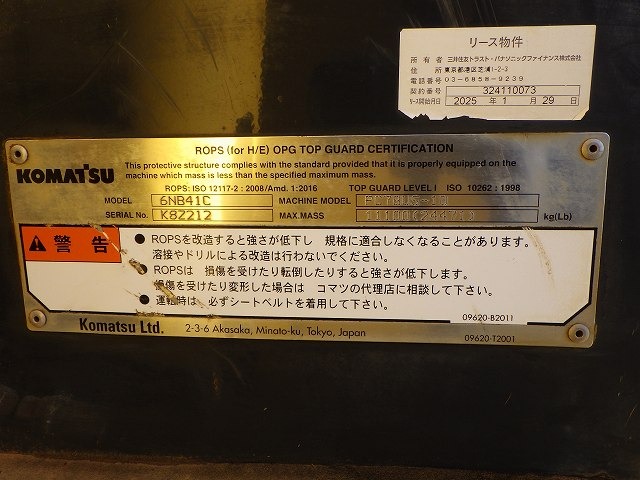 リース物件
所有者 三井住友トラスト・パナソニックファイナンス株式会社
住所 東京都港区芝浦1-2-3
電話番号 03-6858-9239
契約番号 324110073
リース開始日 2025 年 1 月 29 日
ROPS (for H/E) OPG TOP GUARD CERTIFICATION
KOMATSU
This protective structure complies with the standard provided that it is properly equipped on the
machine which mass is less than the specified maximum mass.
ROPS: ISO 12117-2 : 2008/Amd. 1:2016 TOP GUARD LEVEL I ISO 10262 : 1998
MODEL 6NB41C MACHINE MODEL
SERIAL No. K8Z212 MAX.MASS 11100(24471) kg(Lb)
警告
● ROPSを改造すると強さが低下し 規格に適合しなくなることがあります。
溶接やドリルによる改造は行わないでください。
● ROPSは 損傷を受けたり転倒したりすると強さが低下します。
損傷を受けたり変形した場合は コマツの代理店に相談して下さい。
● 運転時は 必ずシートベルトを着用して下さい。
09620-B2011
Komatsu Ltd. 2-3-6 Akasaka, Minato-ku, Tokyo, Japan
09620-T2001